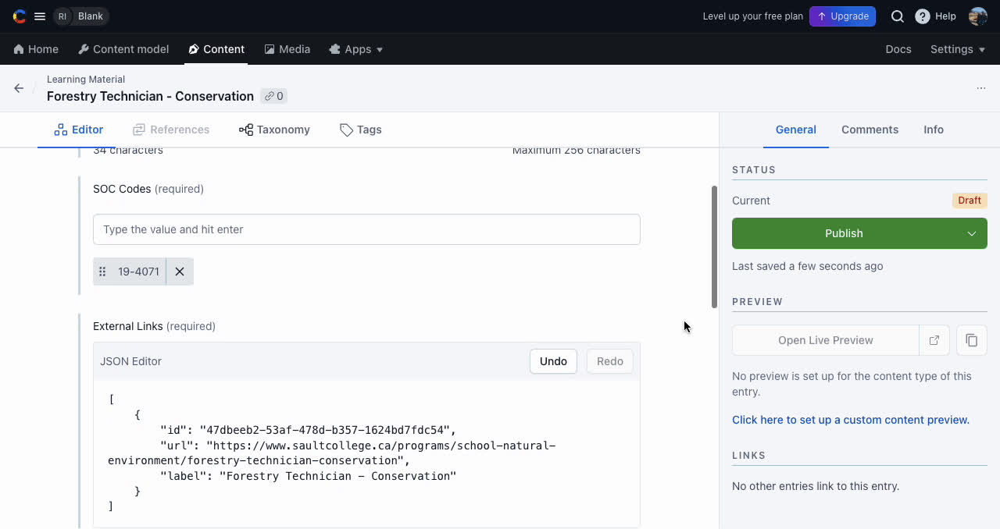 RI Blank
Level up your free plan
Upgrade
Help
Home
Content model
Content
Media
Apps
Docs
Settings
Learning Material
Forestry Technician - Conservation
0
Editor
References
Taxonomy
Tags
General
Comments
Info
34 characters
Maximum 256 characters
SOC Codes (required)
Type the value and hit enter
19-4071
External Links (required)
JSON Editor
Undo
Redo
[
{
"id": "47dbeeb2-53af-478d-b357-1624bd7fdc54",
"url": "https://www.saultcollege.ca/programs/school-natural-
environment/forestry-technician-conservation",
"label": "Forestry Technician - Conservation"
}
]
STATUS
Current
Draft
Publish
Last saved a few seconds ago
PREVIEW
Open Live Preview
No preview is set up for the content type of this
entry.
Click here to set up a custom content preview.
LINKS
No other entries link to this entry.